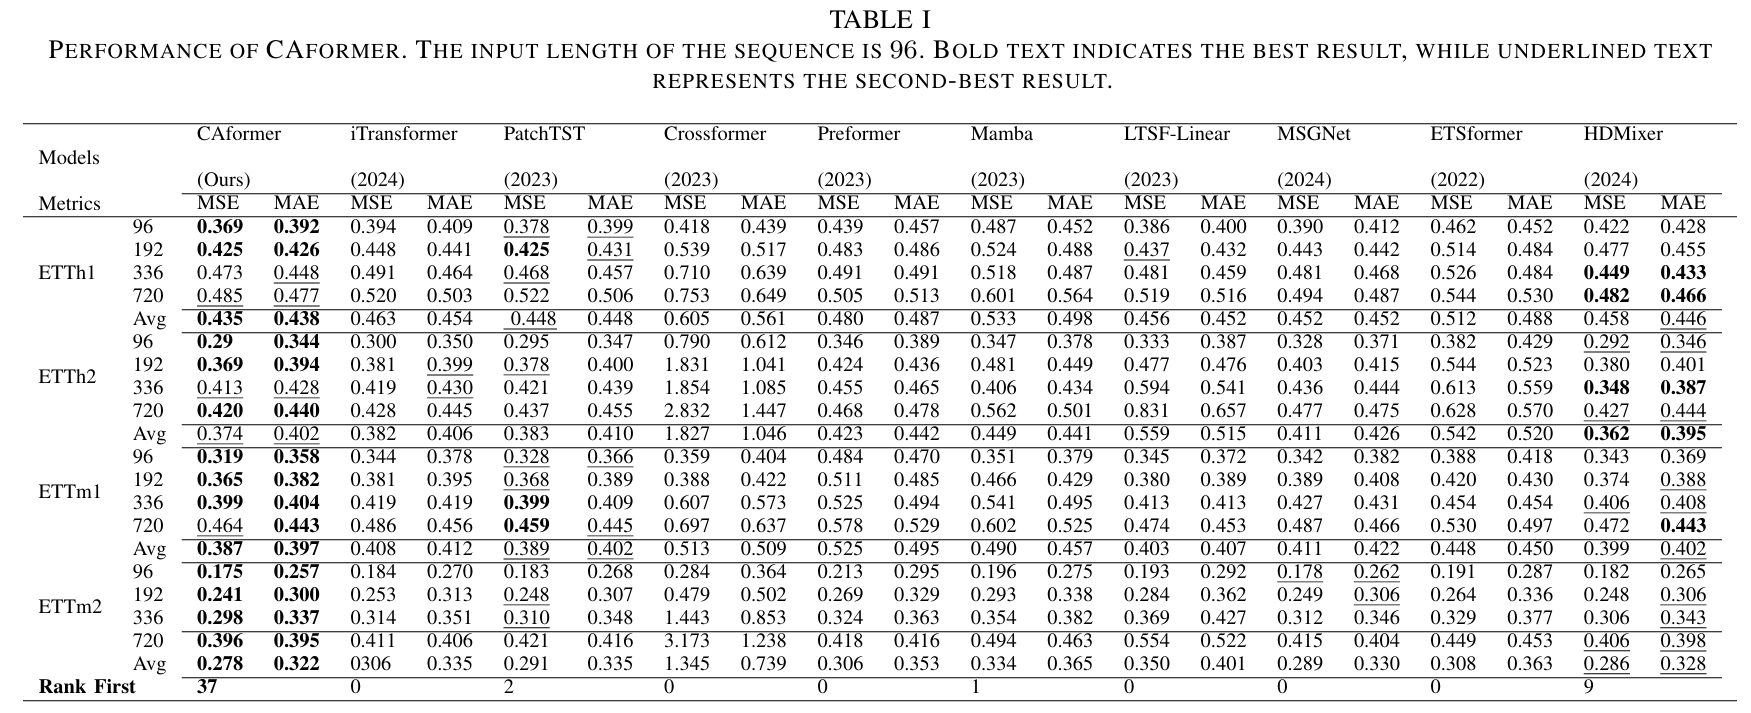 TABLE I
PERFORMANCE OF CAFORMER. THE INPUT LENGTH OF THE SEQUENCE IS 96. BOLD TEXT INDICATES THE BEST RESULT, WHILE UNDERLINED TEXT
REPRESENTS THE SECOND-BEST RESULT.
CAformer iTransformer PatchTST Crossformer Preformer Mamba LTSF-Linear MSGNet ETSformer HDMixer
Models
(Ours) (2024) (2023) (2023) (2023) (2023) (2023) (2024) (2022) (2024)
Metrics MSE MAE MSE MAE MSE MAE MSE MAE MSE MAE MSE MAE MSE MAE MSE MAE MSE MAE MSE MAE
96 0.369 0.392 0.394 0.409 0.378 0.399 0.418 0.439 0.439 0.457 0.487 0.452 0.386 0.400 0.390 0.412 0.462 0.452 0.422 0.428
192 0.425 0.426 0.448 0.441 0.425 0.431 0.539 0.517 0.483 0.486 0.524 0.488 0.437 0.432 0.443 0.442 0.514 0.484 0.477 0.455
ETTh1 336 0.473 0.448 0.491 0.464 0.468 0.457 0.710 0.639 0.491 0.491 0.518 0.487 0.481 0.459 0.481 0.468 0.526 0.484 0.449 0.433
720 0.485 0.477 0.520 0.503 0.522 0.506 0.753 0.649 0.505 0.513 0.601 0.564 0.519 0.516 0.494 0.487 0.544 0.530 0.482 0.466
Avg 0.435 0.438 0.463 0.454 0.448 0.448 0.605 0.561 0.480 0.487 0.533 0.498 0.456 0.452 0.452 0.452 0.512 0.488 0.458 0.446
96 0.29 0.344 0.300 0.350 0.295 0.347 0.790 0.612 0.346 0.389 0.347 0.378 0.333 0.387 0.328 0.371 0.382 0.429 0.292 0.346
192 0.369 0.394 0.381 0.399 0.378 0.400 1.831 1.041 0.424 0.436 0.481 0.449 0.477 0.476 0.403 0.415 0.544 0.523 0.380 0.401
ETTh2
336 0.413 0.428 0.419 0.430 0.421 0.439 1.854 1.085 0.455 0.465 0.406 0.434 0.594 0.541 0.436 0.444 0.613 0.559 0.348 0.387
720 0.420 0.440 0.428 0.445 0.437 0.455 2.832 1.447 0.468 0.478 0.562 0.501 0.831 0.657 0.477 0.475 0.628 0.570 0.427 0.444
Avg 0.374 0.402 0.382 0.406 0.383 0.410 1.827 1.046 0.423 0.442 0.449 0.441 0.559 0.515 0.411 0.426 0.542 0.520 0.362 0.395
96 0.319 0.358 0.344 0.378 0.328 0.366 0.359 0.404 0.484 0.470 0.351 0.379 0.345 0.372 0.342 0.382 0.388 0.418 0.343 0.369
192 0.365 0.382 0.381 0.395 0.368 0.389 0.388 0.422 0.511 0.485 0.466 0.429 0.380 0.389 0.389 0.408 0.420 0.430 0.374 0.388
ETTm1
336 0.399 0.404 0.419 0.419 0.399 0.409 0.607 0.573 0.525 0.494 0.541 0.495 0.413 0.413 0.427 0.431 0.454 0.454 0.406 0.408
720 0.464 0.443 0.486 0.456 0.459 0.445 0.697 0.637 0.578 0.529 0.602 0.525 0.474 0.453 0.487 0.466 0.530 0.497 0.472 0.443
Avg 0.387 0.397 0.408 0.412 0.389 0.402 0.513 0.509 0.525 0.495 0.490 0.457 0.403 0.407 0.411 0.422 0.448 0.450 0.399 0.402
96 0.175 0.257 0.184 0.270 0.183 0.268 0.284 0.364 0.213 0.295 0.196 0.275 0.193 0.292 0.178 0.262 0.191 0.287 0.182 0.265
192 0.241 0.300 0.253 0.313 0.248 0.307 0.479 0.502 0.269 0.329 0.293 0.338 0.284 0.362 0.249 0.306 0.264 0.336 0.248 0.306
ETTm2
336 0.298 0.337 0.314 0.351 0.310 0.348 1.443 0.853 0.324 0.363 0.354 0.382 0.369 0.427 0.312 0.346 0.329 0.377 0.306 0.343
720 0.396 0.395 0.411 0.406 0.421 0.416 3.173 1.238 0.418 0.416 0.494 0.463 0.554 0.522 0.415 0.404 0.449 0.453 0.406 0.398
Avg 0.278 0.322 0306 0.335 0.291 0.335 1.345 0.739 0.306 0.353 0.334 0.365 0.350 0.401 0.289 0.330 0.308 0.363 0.286 0.328
Rank First 37 0 2 0 0 1 0 0 0 9